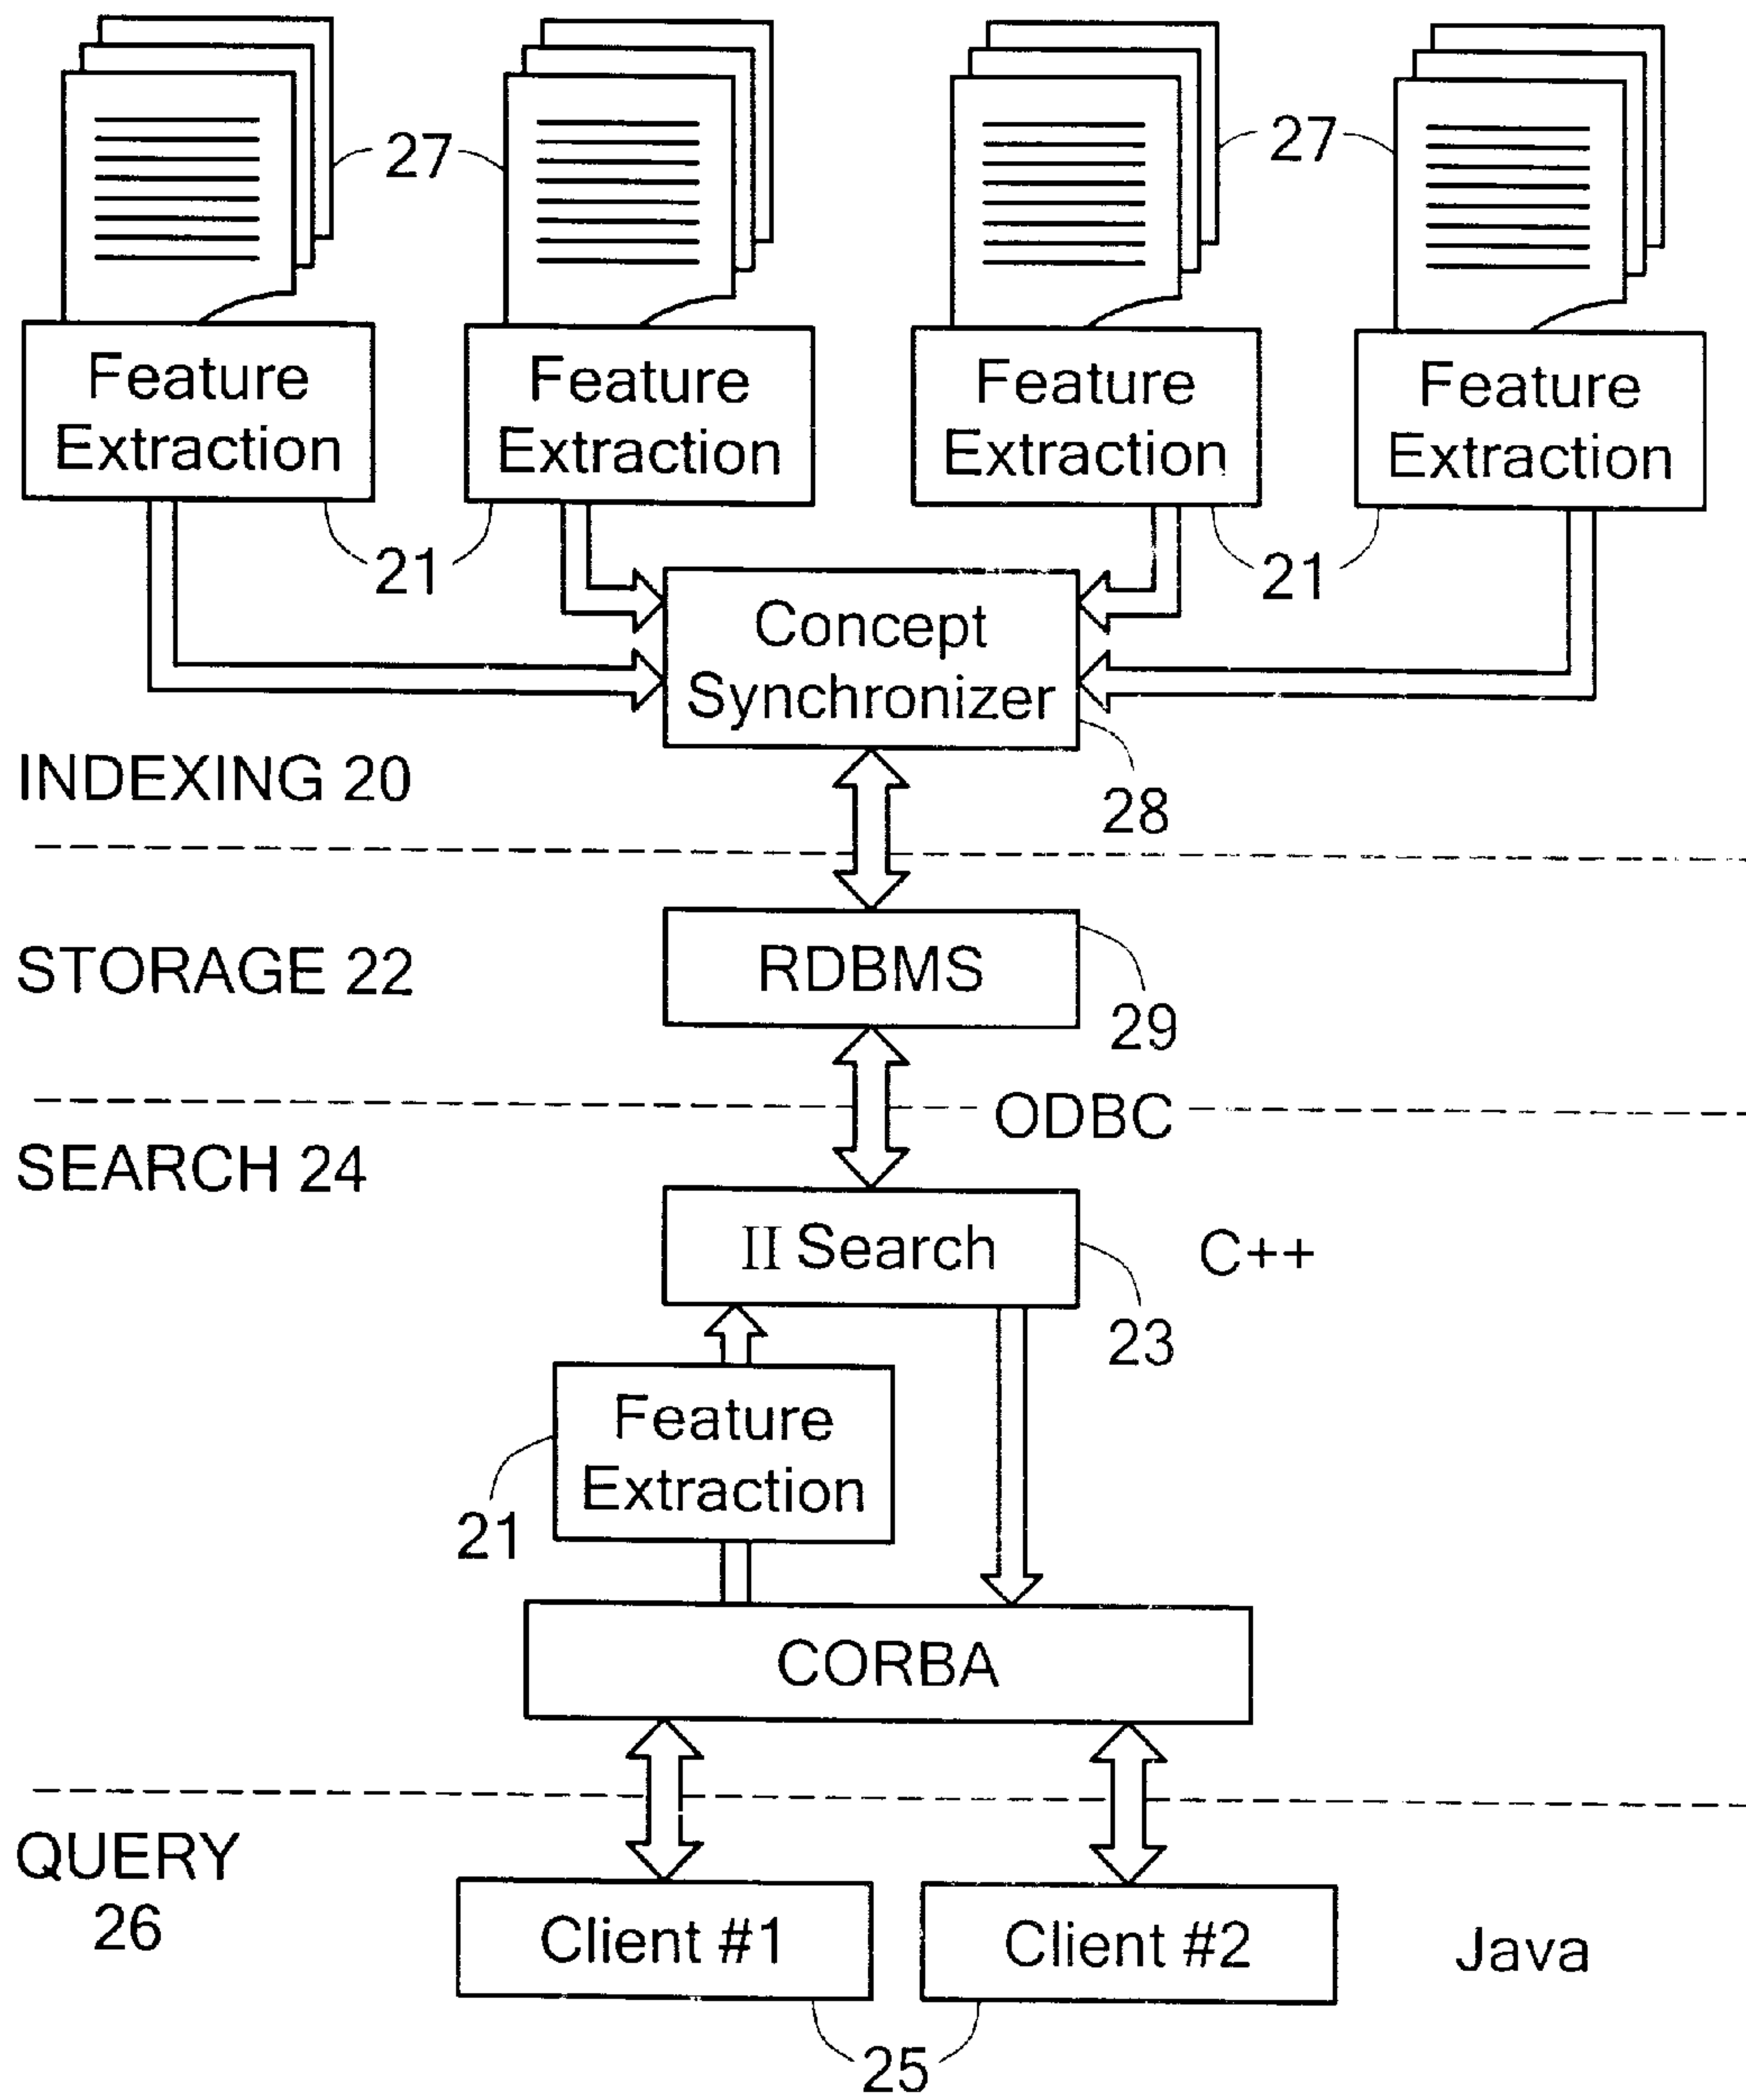 27
27
Feature
Extraction
Feature
Extraction
Feature
Extraction
Feature
Extraction
21
21
Concept
Synchronizer
INDEXING 20
28
STORAGE 22
RDBMS
29
ODBC
SEARCH 24
II Search
C++
23
Feature
Extraction
21
CORBA
QUERY
26
Client #1
Client #2
Java
25